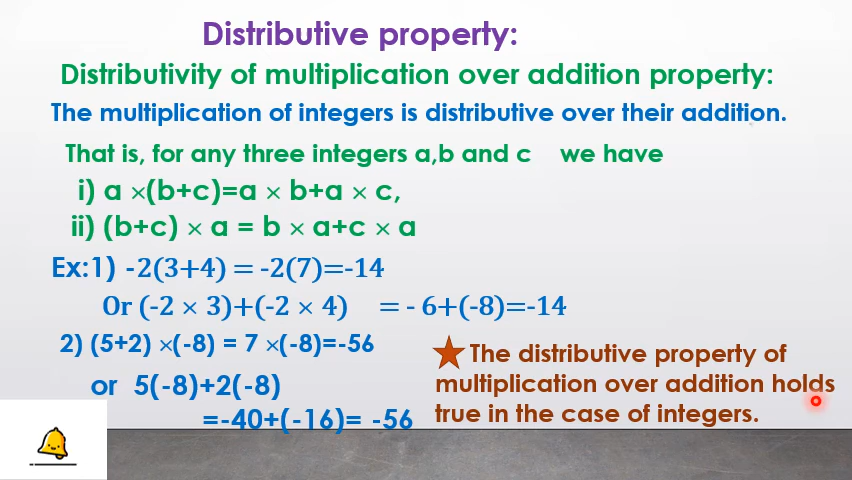 Distributive property:
Distributivity of multiplication over addition property:
The multiplication of integers is distributive over their addition.
That is, for any three integers a,b and c we have
i) a ×(b+c)=a × b+a × c,
ii) (b+c) × a = b × a+c × a
Ex:1) -2(3+4) = -2(7)=-14
Or (-2 × 3)+(-2 × 4) = - 6+(-8)=-14
2) (5+2) ×(-8) = 7 ×(-8)=-56
or 5(-8)+2(-8)
=-40+(-16)= -56
The distributive property of
multiplication over addition holds
true in the case of integers.